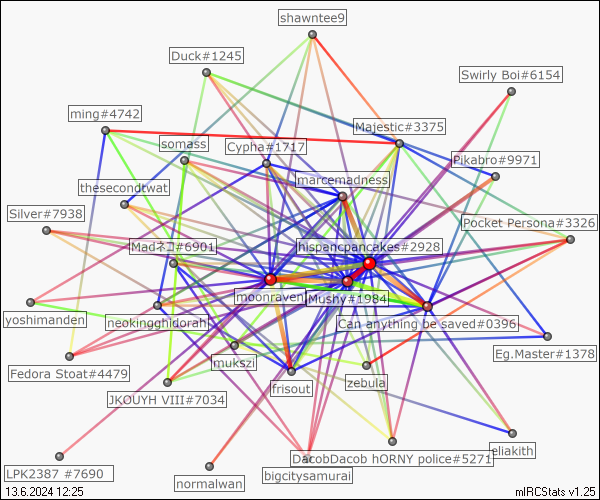 shawntee9
Duck#1245
Swirly Boi#6154
ming#4742
Majestic#3375
somass
Cypha#1717
Pikabro#9971
marcemadness
thesecondtwat
Silver#7938
Pocket Persona#3326
Madネコ#6901
hispancpancakes#2928
moonraven
Mushy#1984
yoshimanden
neokingghidorah
Can anything be saved#0396
Eg.Master#1378
mukszi
Fedora Stoat#4479
zebula
frisout
JKOUYH VIII#7034
eliakith
DacobDacob hORNY police#5271
LPK2387 #7690
normalwan
bigcitysamurai
13.6.2024 12:25
mIRCStats v1.25